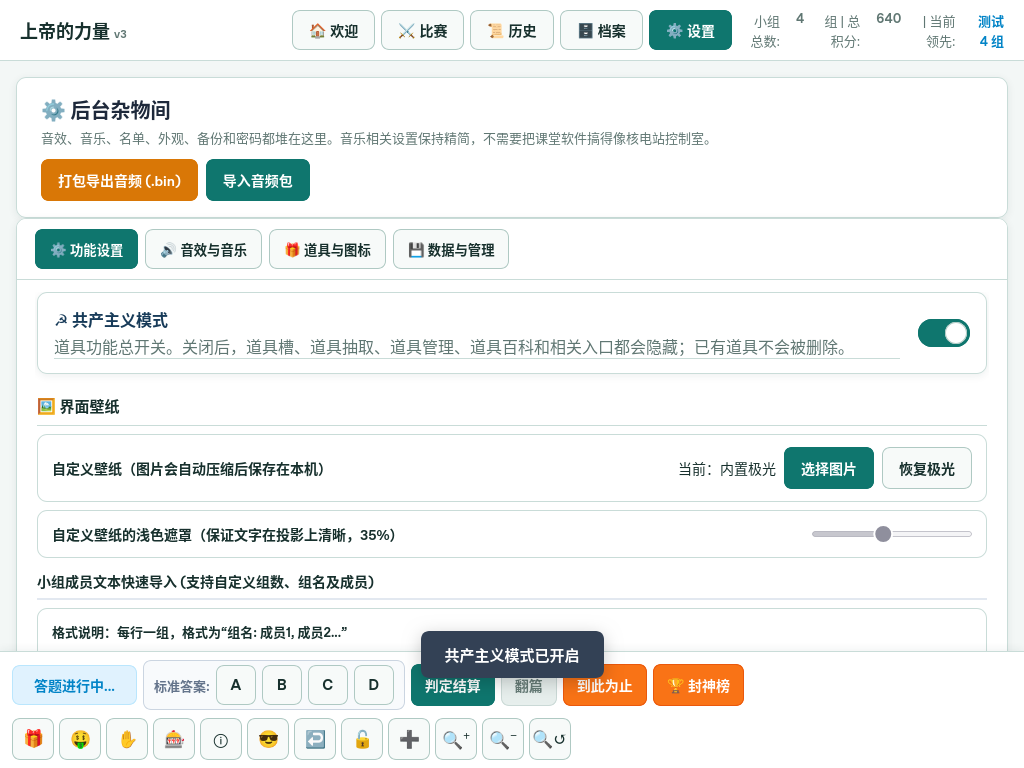 上帝的力量 v3
🏠 欢迎
⚔️ 比赛
📜 历史
🗄️ 档案
⚙️ 设置
小组总数: 4 组 | 总积分: 640 | 当前领先: 测试4 组
⚙️ 后台杂物间
音效、音乐、名单、外观、备份和密码都堆在这里。音乐相关设置保持精简，不需要把课堂软件搞得像核电站控制室。
打包导出音频 (.bin)
导入音频包
⚙️ 功能设置
🔊 音效与音乐
🎁 道具与图标
💾 数据与管理
☭ 共产主义模式
道具功能总开关。关闭后，道具槽、道具抽取、道具管理、道具百科和相关入口都会隐藏；已有道具不会被删除。
🖼️ 界面壁纸
自定义壁纸（图片会自动压缩后保存在本机）
当前：内置极光
选择图片
恢复极光
自定义壁纸的浅色遮罩（保证文字在投影上清晰，35%）
小组成员文本快速导入 (支持自定义组数、组名及成员)
格式说明：每行一组，格式为“组名: 成员1, 成员2...”
共产主义模式已开启
答题进行中...
标准答案:
A
B
C
D
判定结算
翻篇
到此为止
🏆 封神榜